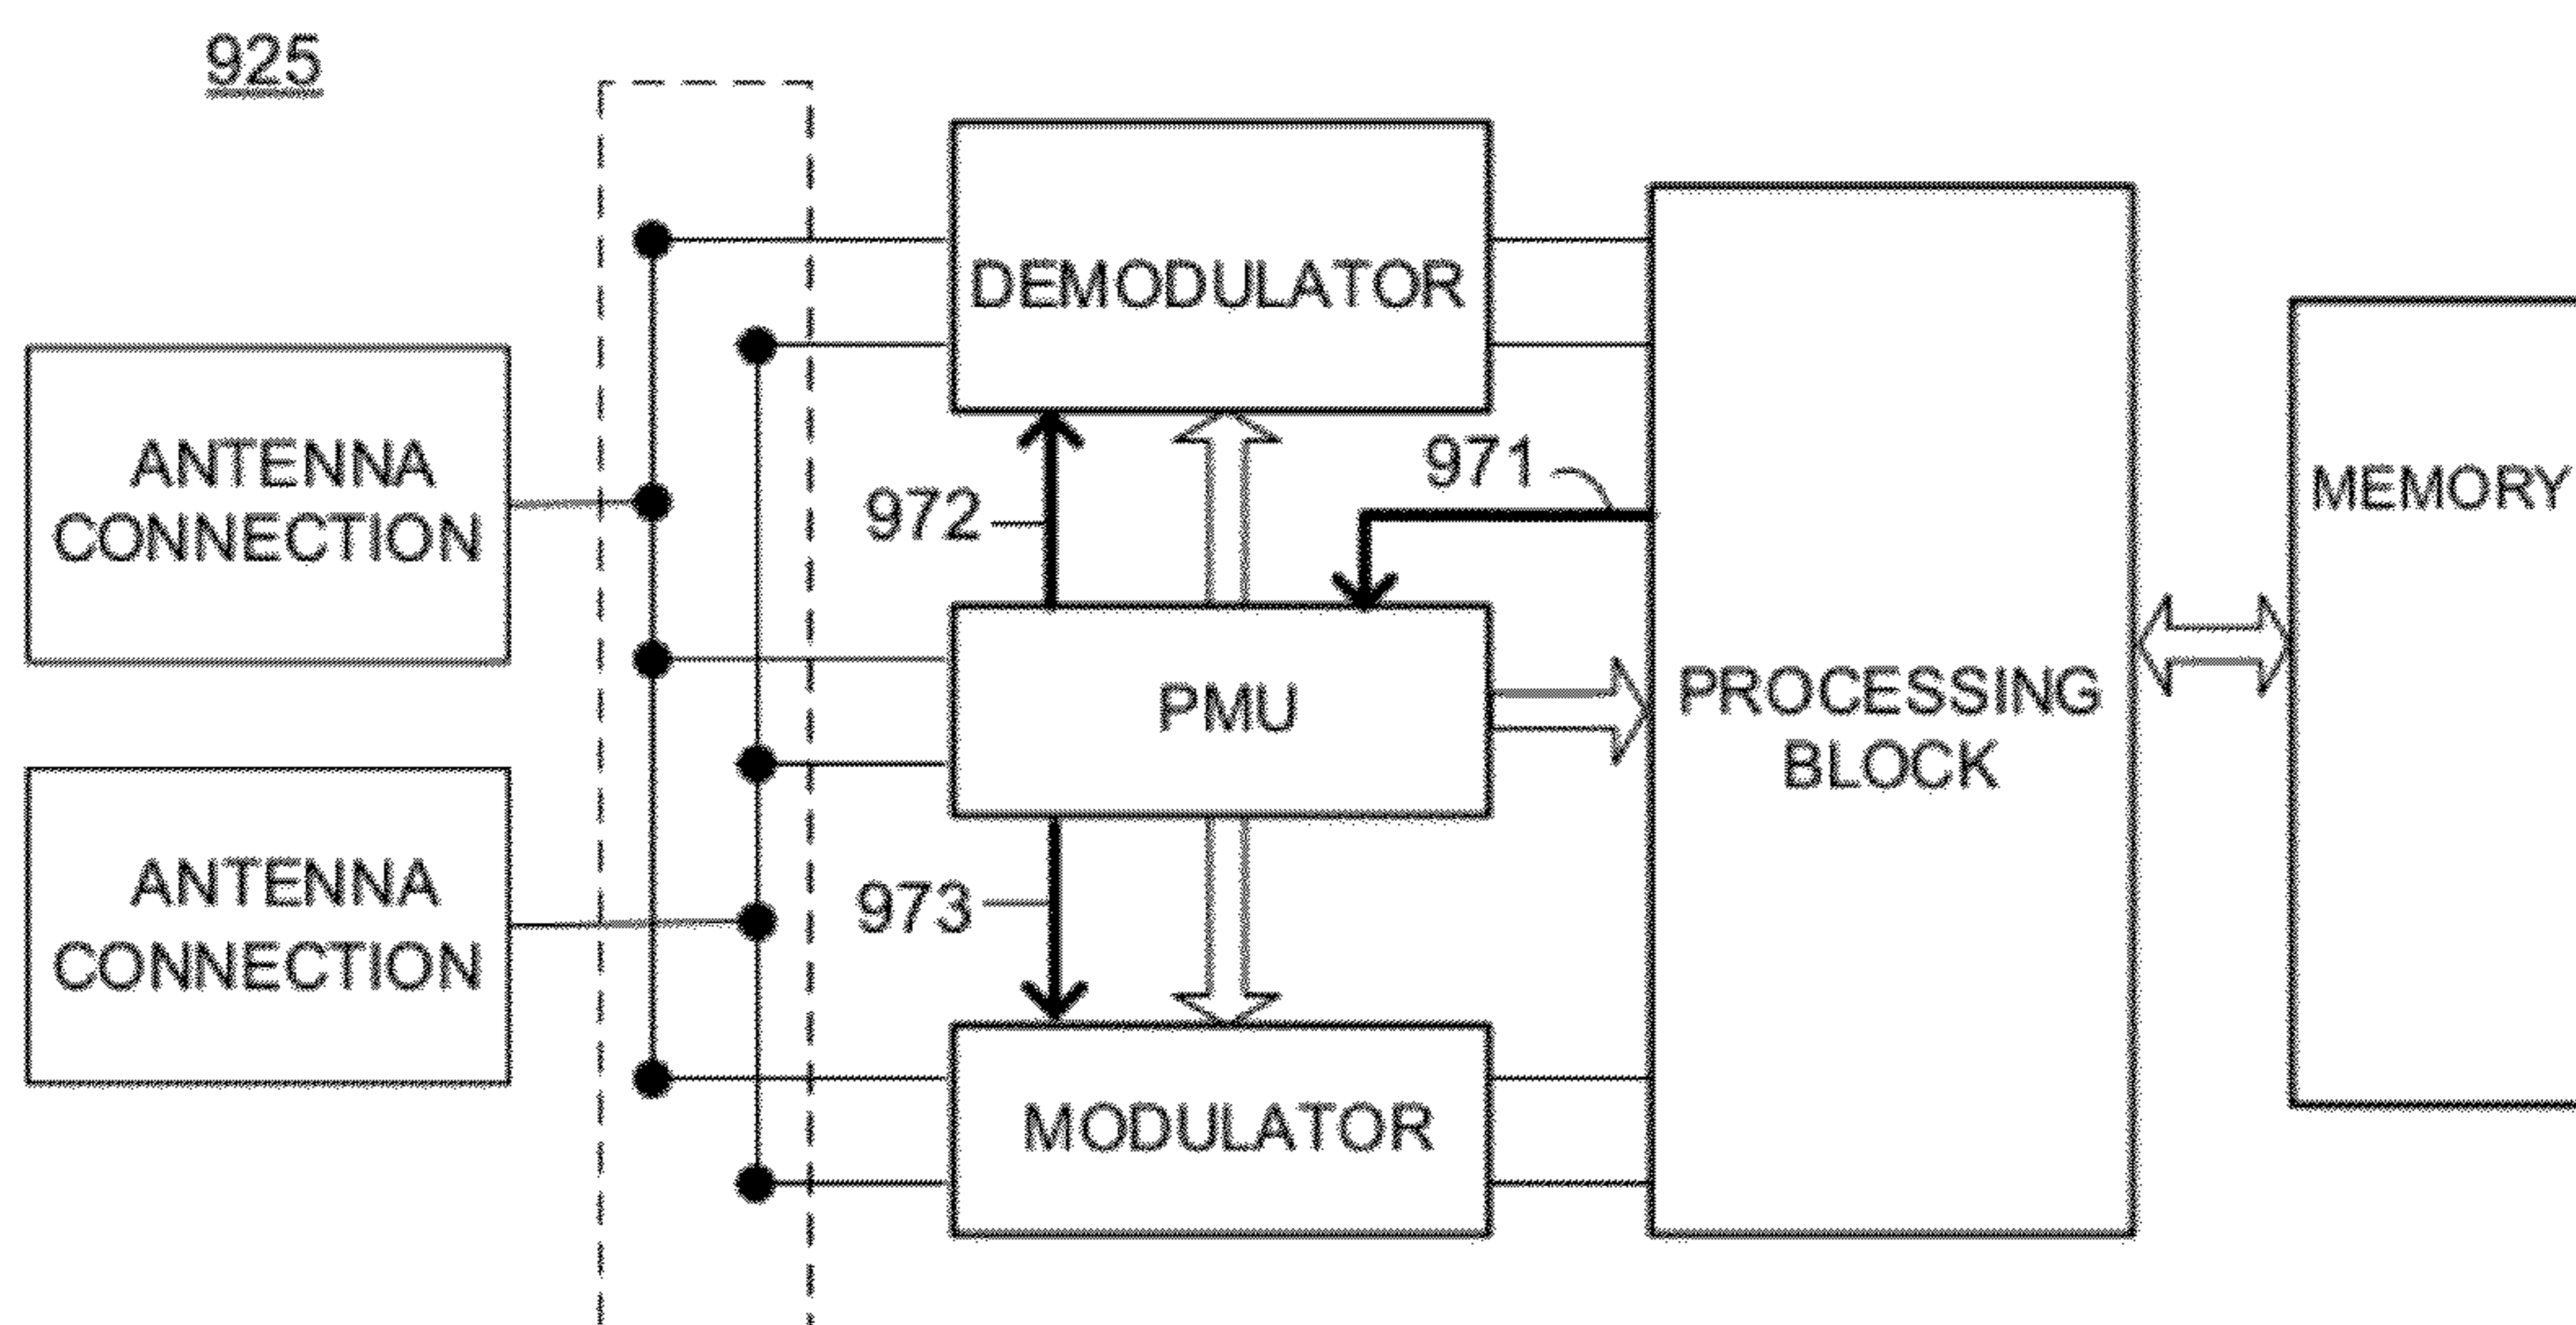 925
DEMODULATOR
ANTENNA
CONNECTION
971
972
MEMORY
PMU
PROCESSING
BLOCK
ANTENNA
CONNECTION
973
MODULATOR